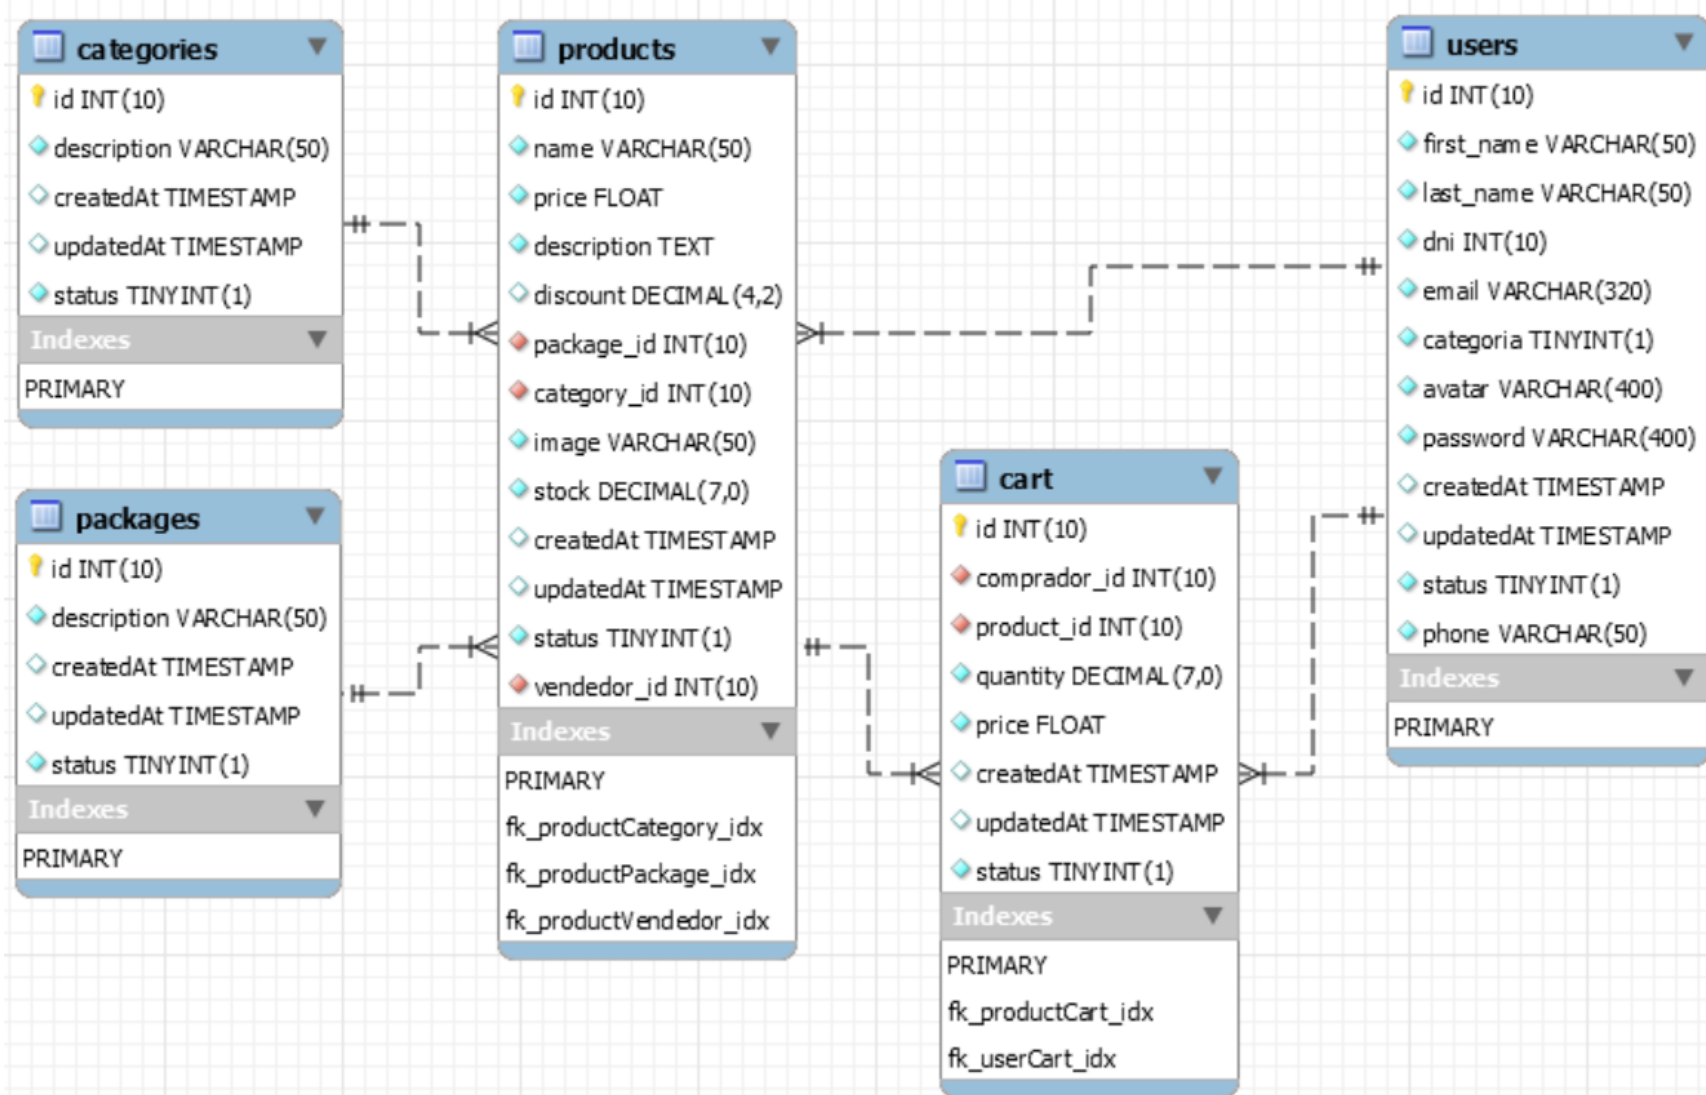 categories
id INT(10)
description VARCHAR(50)
createdAt TIMESTAMP
updatedAt TIMESTAMP
status TINYINT(1)
Indexes
PRIMARY
packages
id INT(10)
description VARCHAR(50)
createdAt TIMESTAMP
updatedAt TIMESTAMP
status TINYINT(1)
Indexes
PRIMARY
products
id INT(10)
name VARCHAR(50)
price FLOAT
description TEXT
discount DECIMAL(4,2)
package_id INT(10)
category_id INT(10)
image VARCHAR(50)
stock DECIMAL(7,0)
createdAt TIMESTAMP
updatedAt TIMESTAMP
status TINYINT(1)
vendedor_id INT(10)
Indexes
PRIMARY
fk_productCategory_idx
fk_productPackage_idx
fk_productVendedor_idx
cart
id INT(10)
comprador_id INT(10)
product_id INT(10)
quantity DECIMAL(7,0)
price FLOAT
createdAt TIMESTAMP
updatedAt TIMESTAMP
status TINYINT(1)
Indexes
PRIMARY
fk_productCart_idx
fk_userCart_idx
users
id INT(10)
first_name VARCHAR(50)
last_name VARCHAR(50)
dni INT(10)
email VARCHAR(320)
categoria TINYINT(1)
avatar VARCHAR(400)
password VARCHAR(400)
createdAt TIMESTAMP
updatedAt TIMESTAMP
status TINYINT(1)
phone VARCHAR(50)
Indexes
PRIMARY